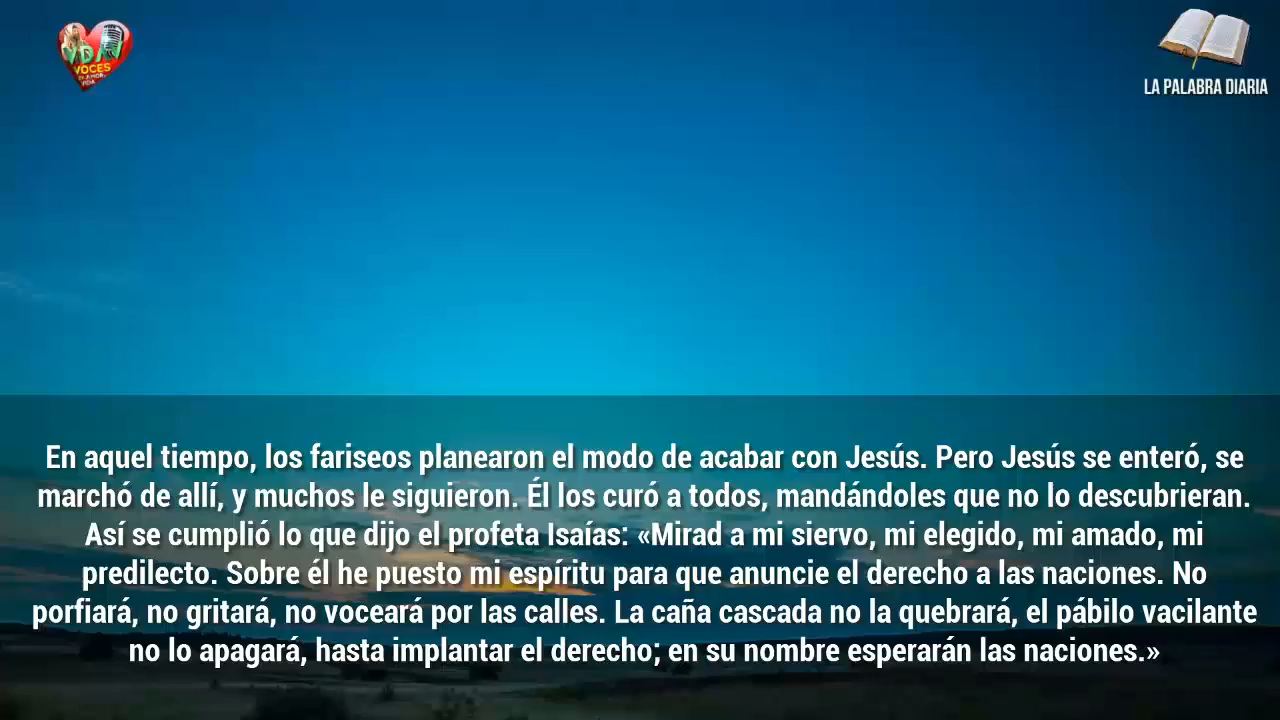 VDAV
VOCES
LA PALABRA DIARIA
En aquel tiempo, los fariseos planearon el modo de acabar con Jesús. Pero Jesús se enteró, se
marchó de allí, y muchos le siguieron. Él los curó a todos, mandándoles que no lo descubrieran.
Así se cumplió lo que dijo el profeta Isaías: «Mirad a mi siervo, mi elegido, mi amado, mi
predilecto. Sobre él he puesto mi espíritu para que anuncie el derecho a las naciones. No
porfiará, no gritará, no voceará por las calles. La caña cascada no la quebrará, el pábilo vacilante
no lo apagará, hasta implantar el derecho; en su nombre esperarán las naciones.»